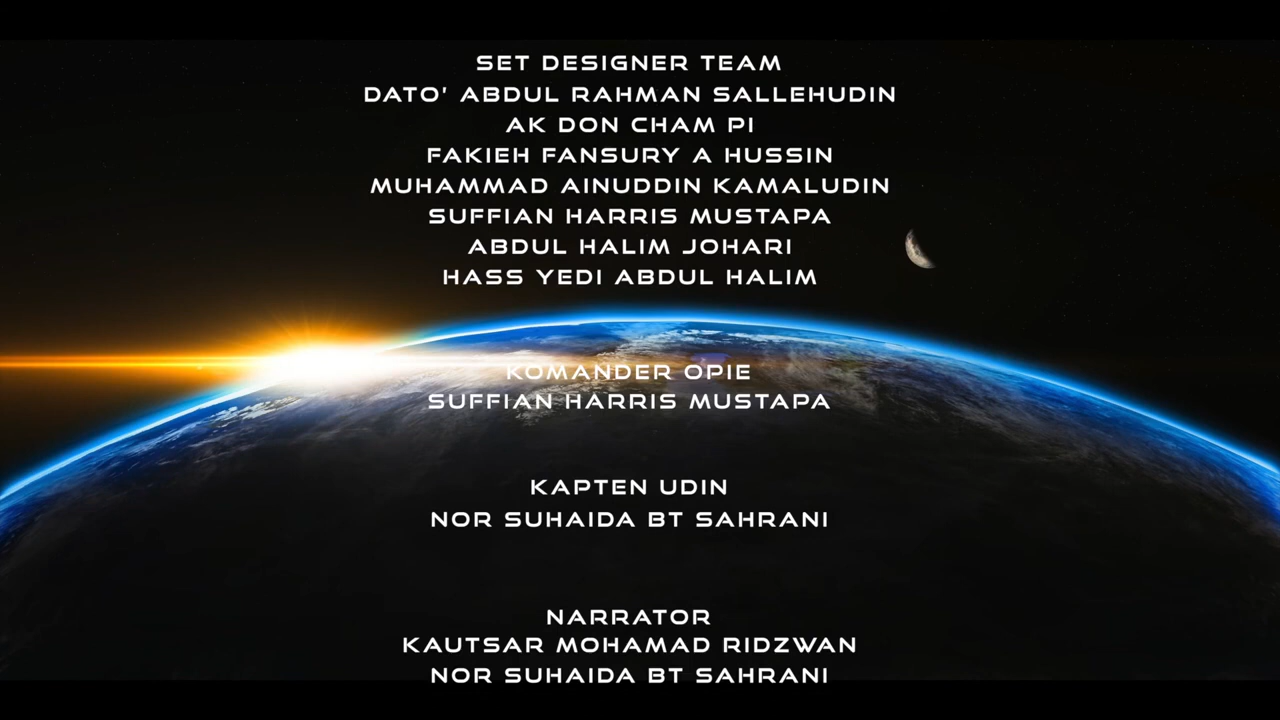 SET DESIGNER TEAM
DATO' ABDUL RAHMAN SALLEHUDIN
AK DON CHAM PI
FAKIEH FANSURY A HUSSIN
MUHAMMAD AINUDDIN KAMALUDIN
SUFFIAN HARRIS MUSTAPA
ABDUL HALIM JOHARI
HASS YEDI ABDUL HALIM
KOMANDER OPIE
SUFFIAN HARRIS MUSTAPA
KAPTEN UDIN
NOR SUHAIDA BT SAHRANI
NARRATOR
KAUTSAR MOHAMAD RIDZWAN
NOR SUHAIDA BT SAHRANI